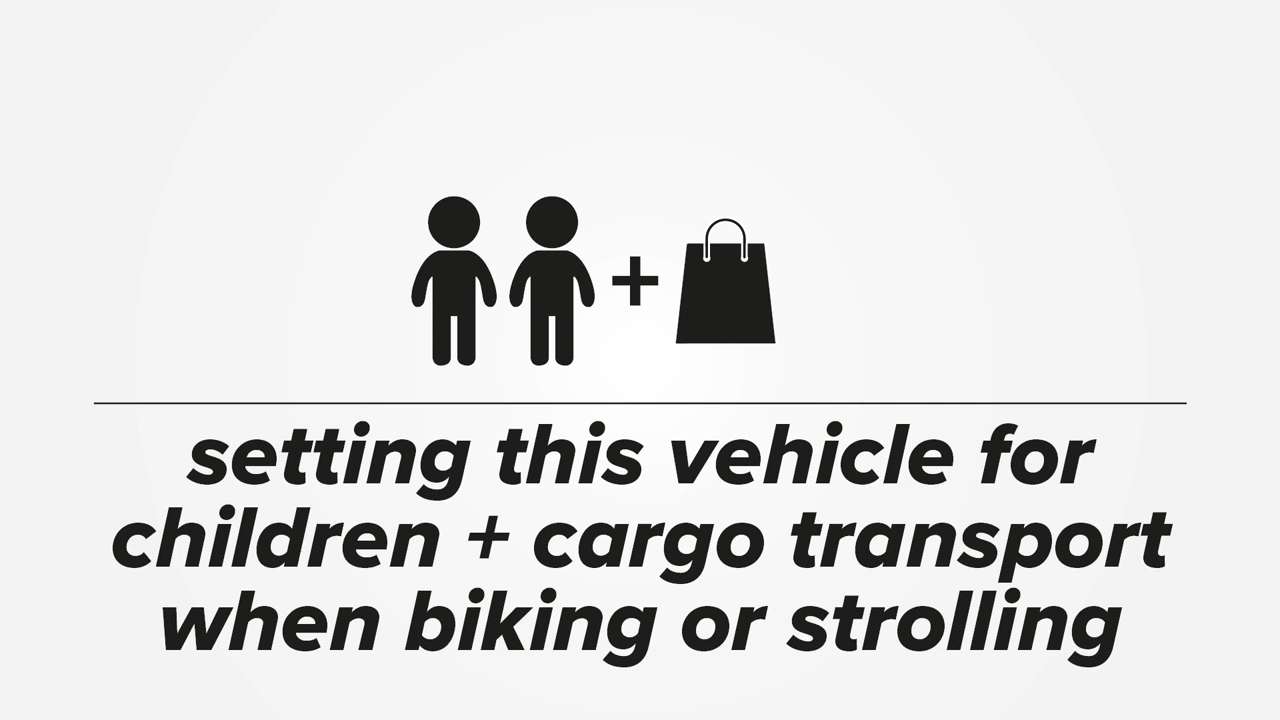 +
setting this vehicle for
children + cargo transport
when biking or strolling